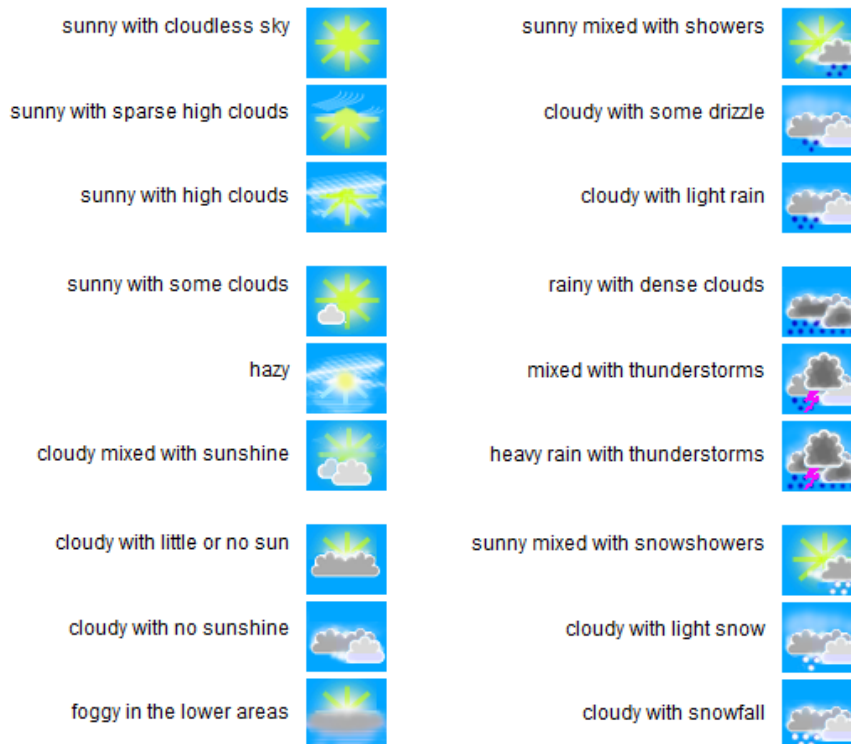 sunny with cloudless sky
sunny with sparse high clouds
sunny with high clouds
sunny with some clouds
hazy
cloudy mixed with sunshine
cloudy with little or no sun
cloudy with no sunshine
foggy in the lower areas
sunny mixed with showers
cloudy with some drizzle
cloudy with light rain
rainy with dense clouds
mixed with thunderstorms
heavy rain with thunderstorms
sunny mixed with snowshowers
cloudy with light snow
cloudy with snowfall